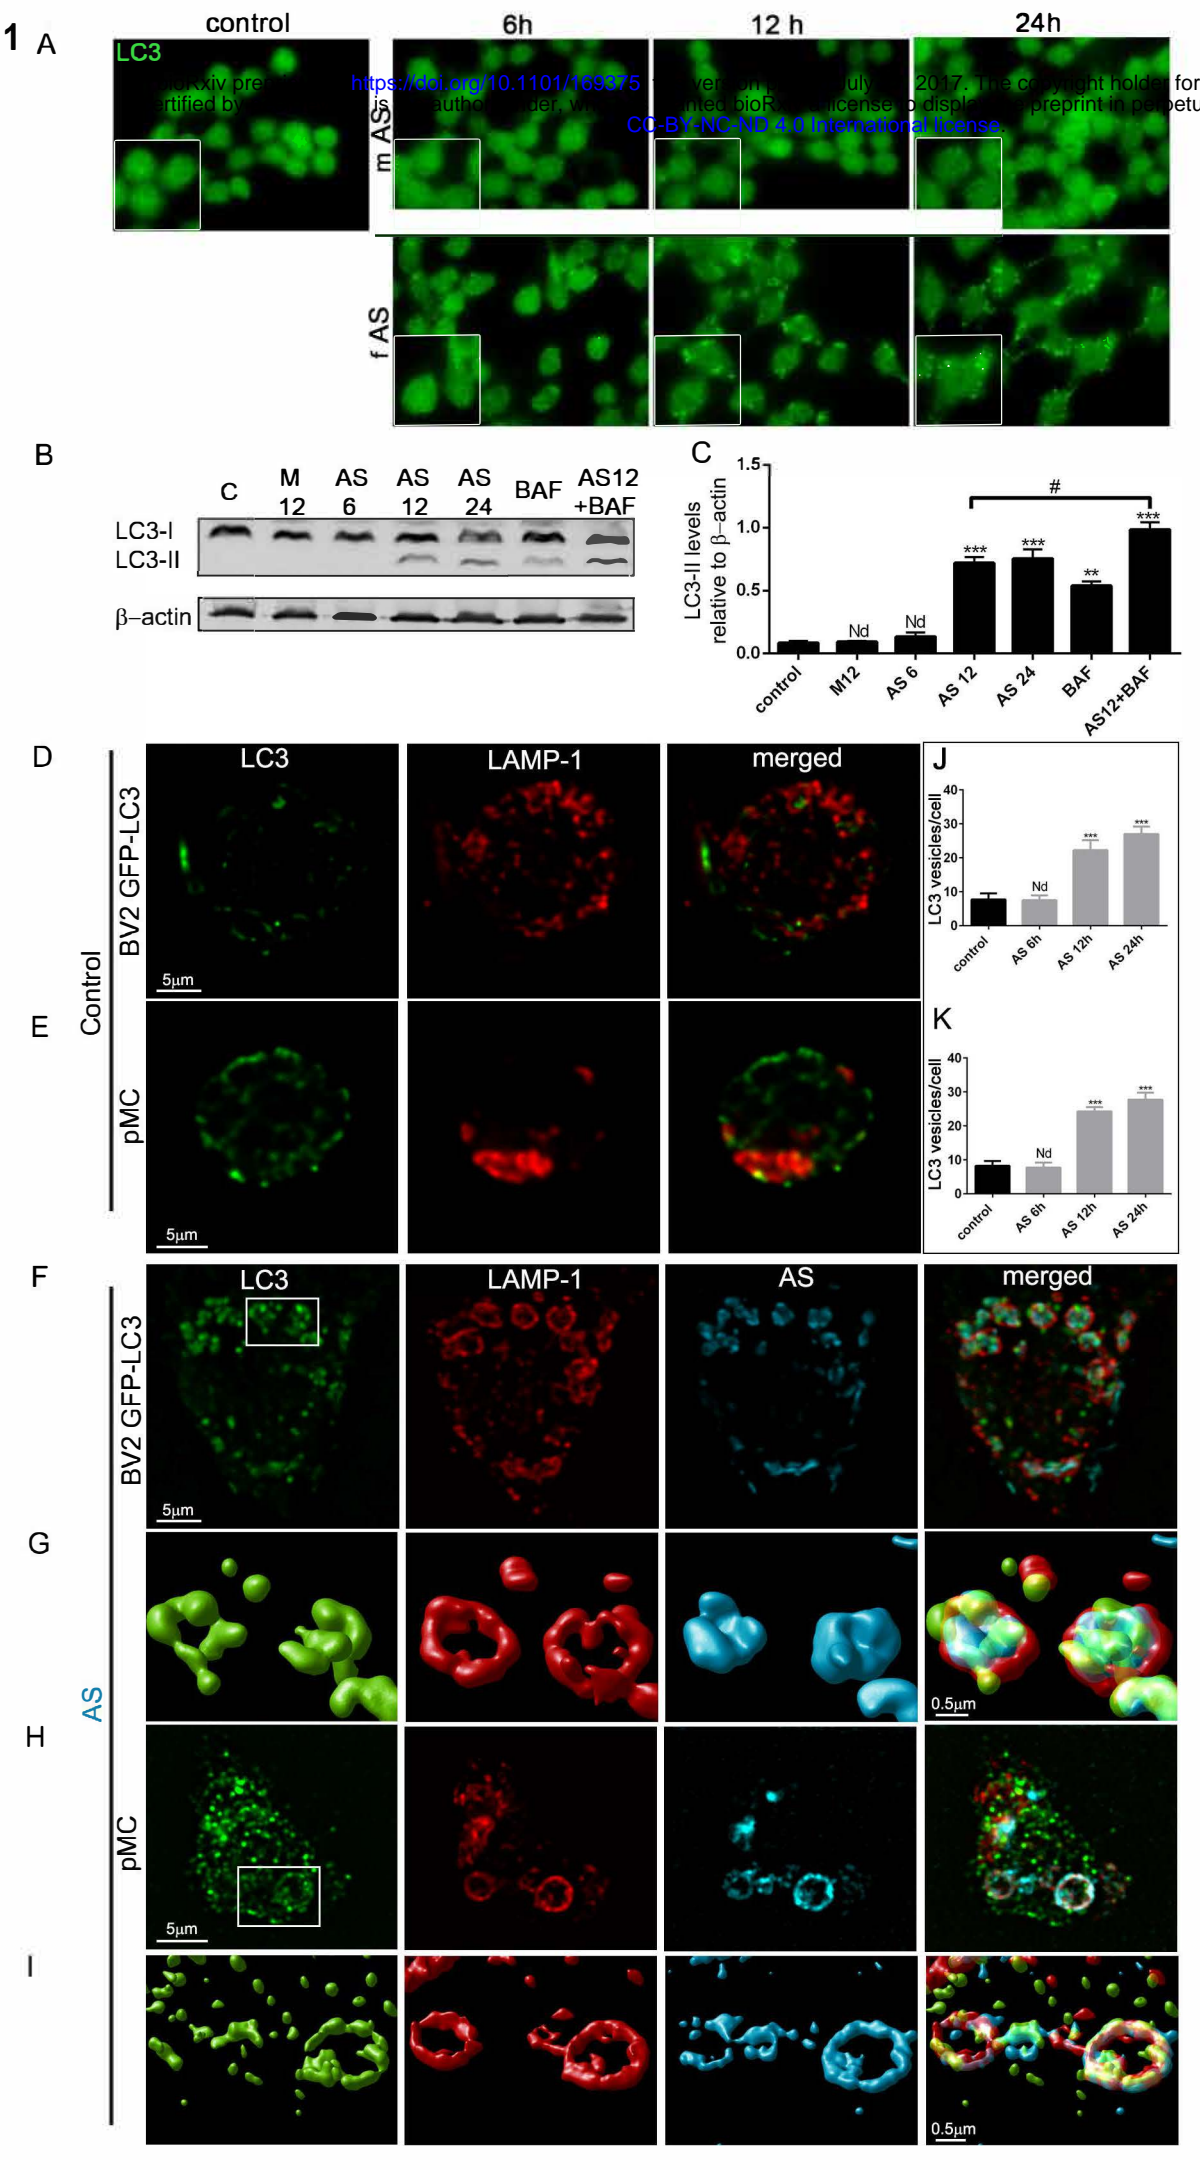 1 A
control 6h 12 h 24h
LC3
https://doi.org/10.1101/169375
2017. The copyright holder for
CC-BY-NC-ND 4.0 International license.
m AS
f AS
B
C M 12 AS 6 AS 12 AS 24 BAF AS12 +BAF
LC3-I
LC3-II
β–actin
C
LC3-II levels
relative to β–actin
1.5
1.0
0.5
0.0
#
Nd Nd *** *** ** ***
control M12 AS 6 AS 12 AS 24 BAF AS12+BAF
D
LC3 LAMP-1 merged
Control
BV2 GFP-LC3
5μm
E
pMC
5μm
J
LC3 vesicles/cell
40
30
20
10
0
Nd *** ***
control AS 6h AS 12h AS 24h
K
LC3 vesicles/cell
40
30
20
10
0
Nd *** ***
control AS 6h AS 12h AS 24h
F
LC3 LAMP-1 AS merged
AS
BV2 GFP-LC3
5μm
G
0.5μm
H
pMC
5μm
I
0.5μm